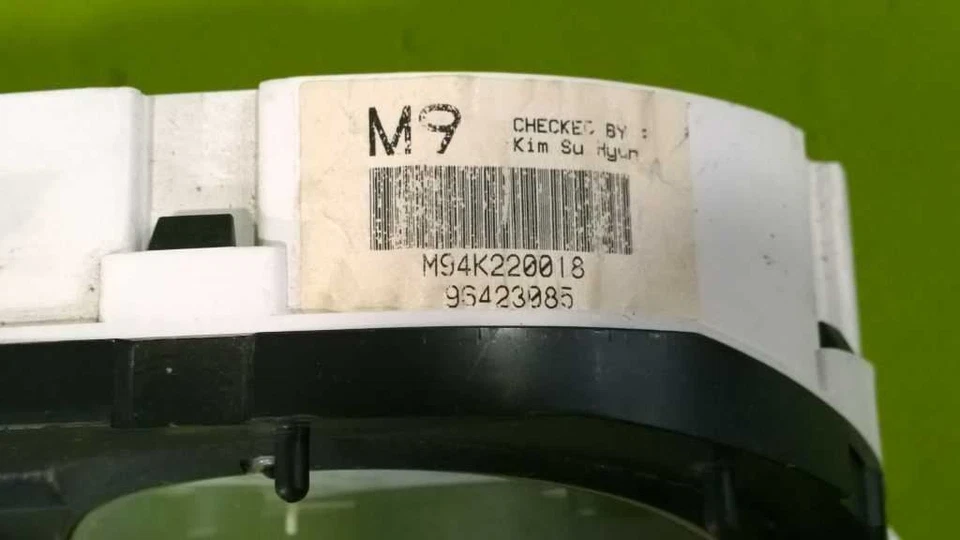 M9
CHECKED BY :
Kim Su Hyun
M94K220018
96423085